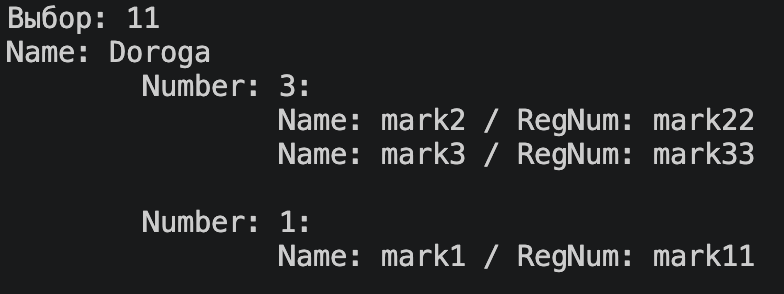 Выбор: 11
Name: Doroga
Number: 3:
Name: mark2 / RegNum: mark22
Name: mark3 / RegNum: mark33
Number: 1:
Name: mark1 / RegNum: mark11